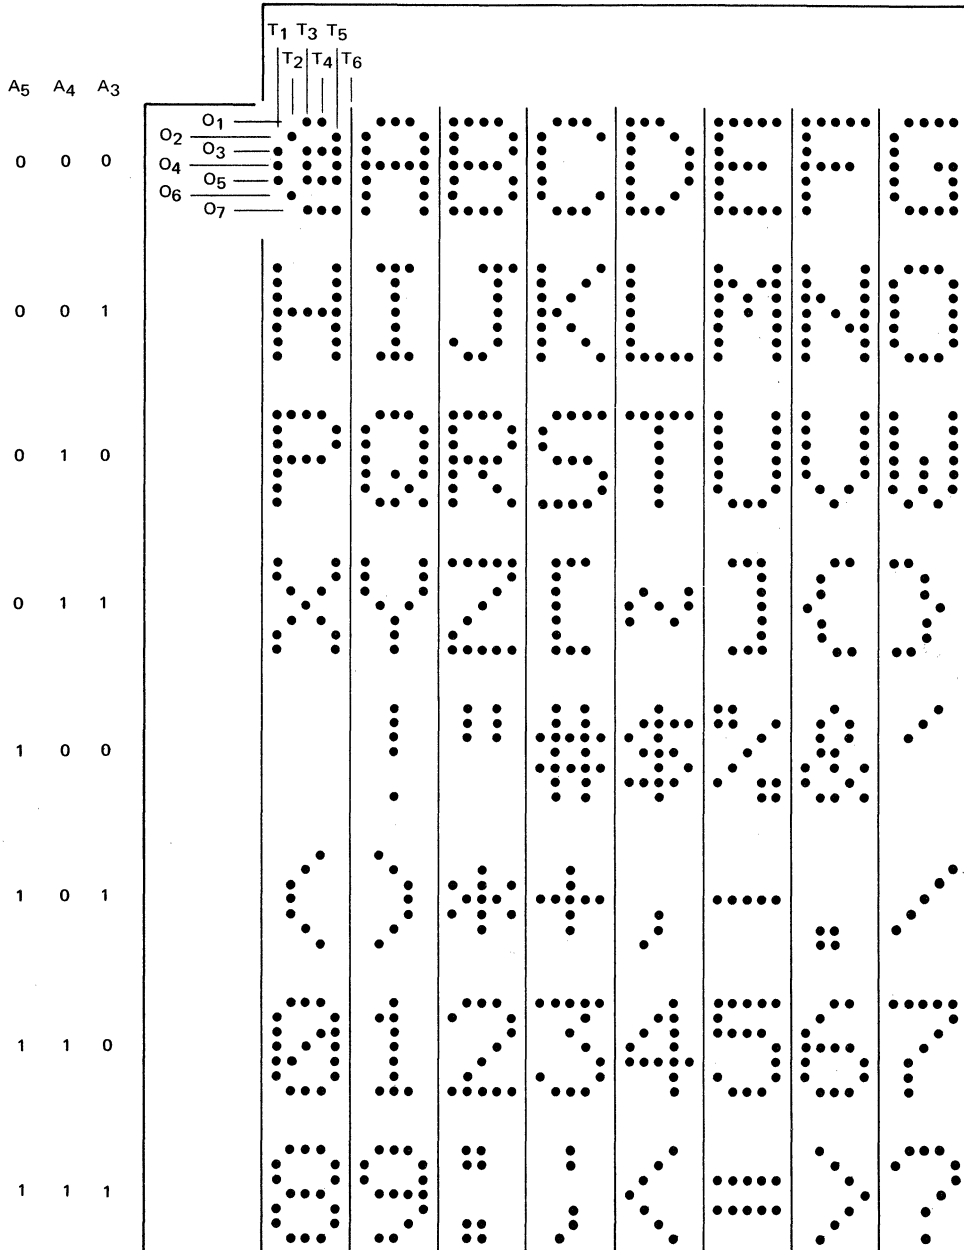 T1 T3 T5
T2 T4 T6
A5 A4 A3
O1
O2
O3
O4
O5
O6
O7
0 0 0 @ A B C D E F G
0 0 1 H I J K L M N O
0 1 0 P Q R S T U V W
0 1 1 X Y Z [ ~ ] { }
1 0 0 ! " # $ % & ′
1 0 1 ( ) * + , - . /
1 1 0 0 1 2 3 4 5 6 7
1 1 1 8 9 : ; < = > ?